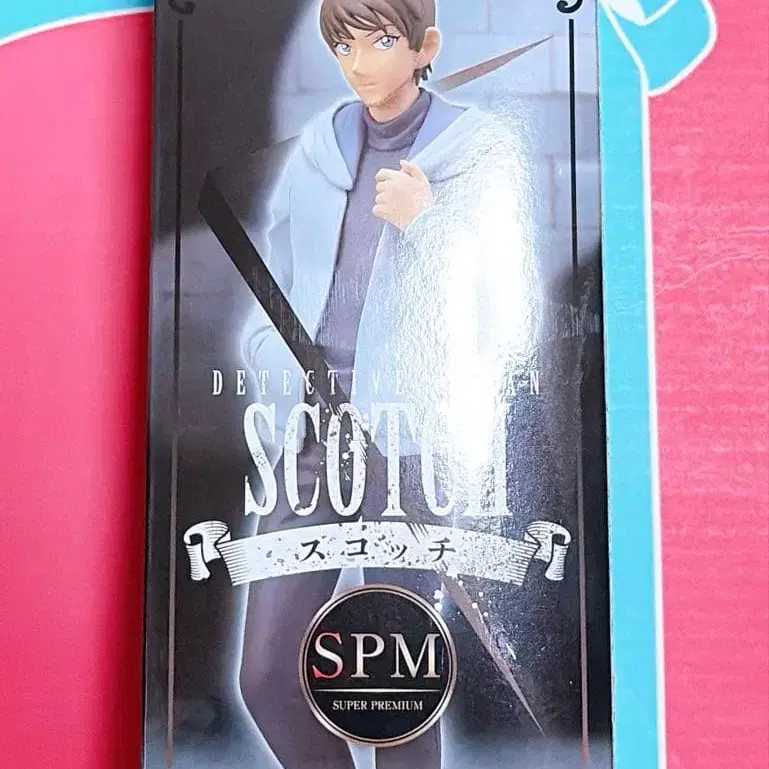 DETECTIVE
SCOTCH
スコッチ
SPM
SUPER PREMIUM